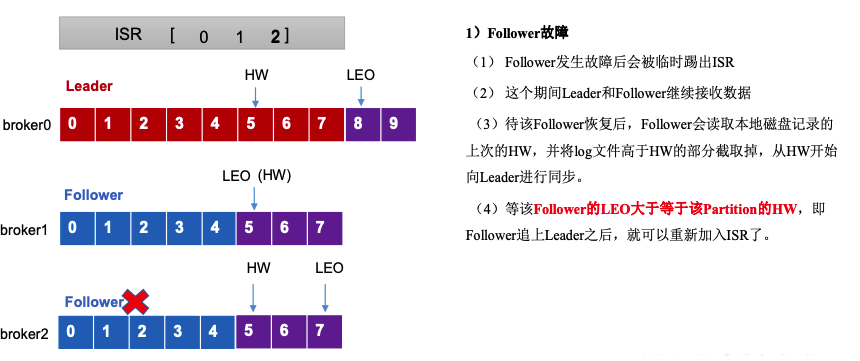 ISR [ 0 1 2 ]
HW LEO
Leader
broker0 0 1 2 3 4 5 6 7 8 9
LEO (HW)
Follower
broker1 0 1 2 3 4 5 6 7
HW LEO
Follower
broker2 0 1 2 3 4 5 6 7
1）Follower故障
（1） Follower发生故障后会被临时踢出ISR
（2） 这个期间Leader和Follower继续接收数据
（3）待该Follower恢复后，Follower会读取本地磁盘记录的
上次的HW，并将log文件高于HW的部分截取掉，从HW开始
向Leader进行同步。
（4）等该Follower的LEO大于等于该Partition的HW，即
Follower追上Leader之后，就可以重新加入ISR了。